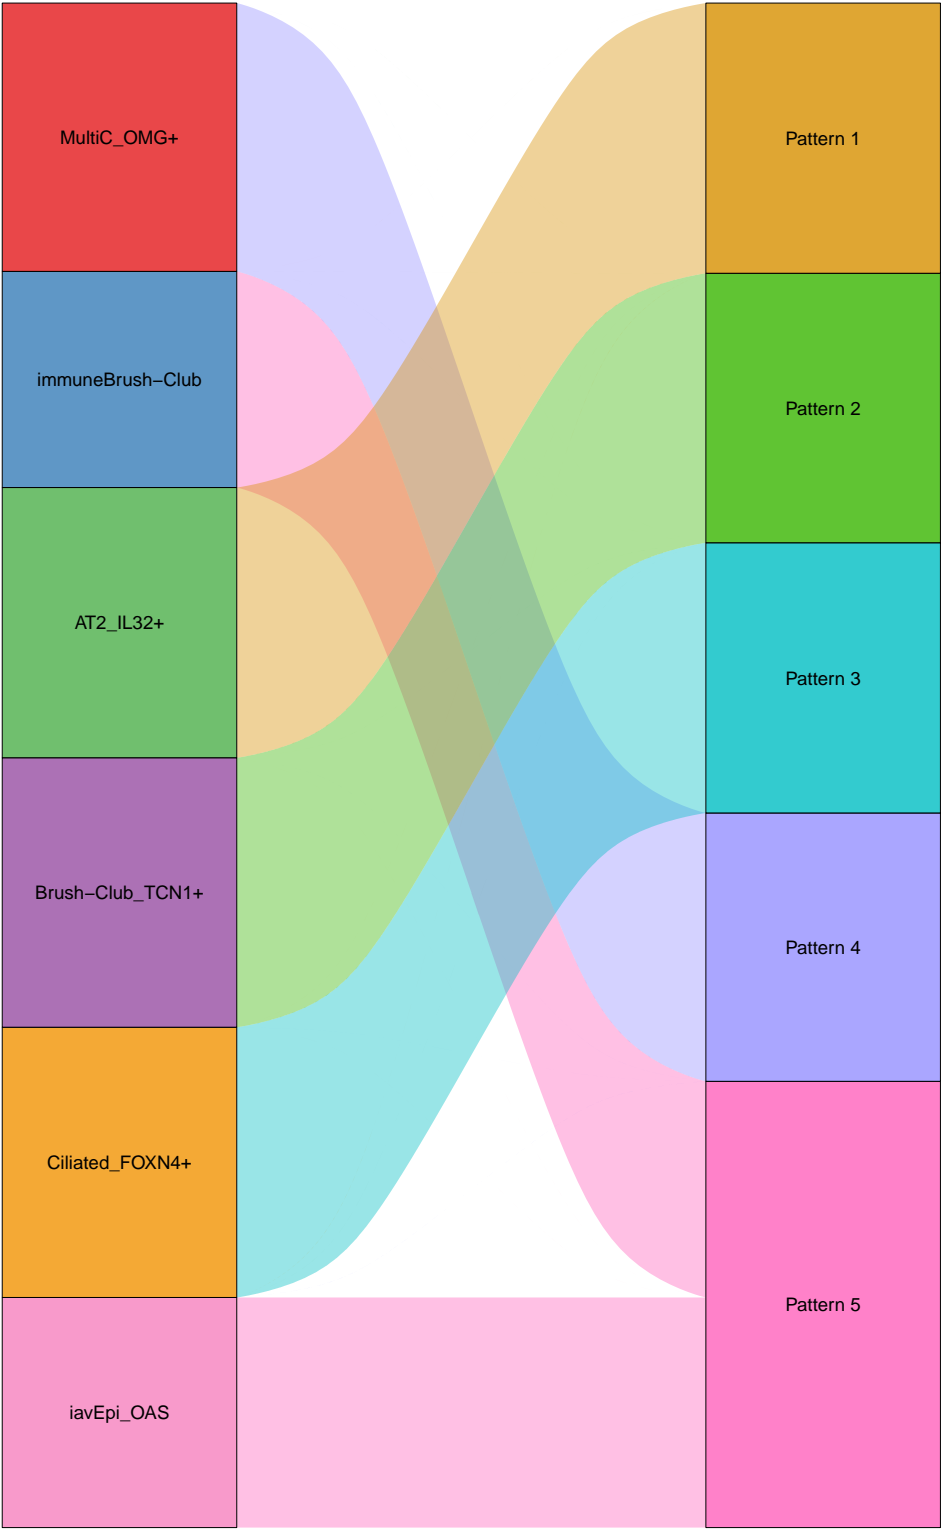 MultiC_OMG+
immuneBrush−Club
AT2_IL32+
Brush−Club_TCN1+
Ciliated_FOXN4+
iavEpi_OAS
Pattern 1
Pattern 2
Pattern 3
Pattern 4
Pattern 5